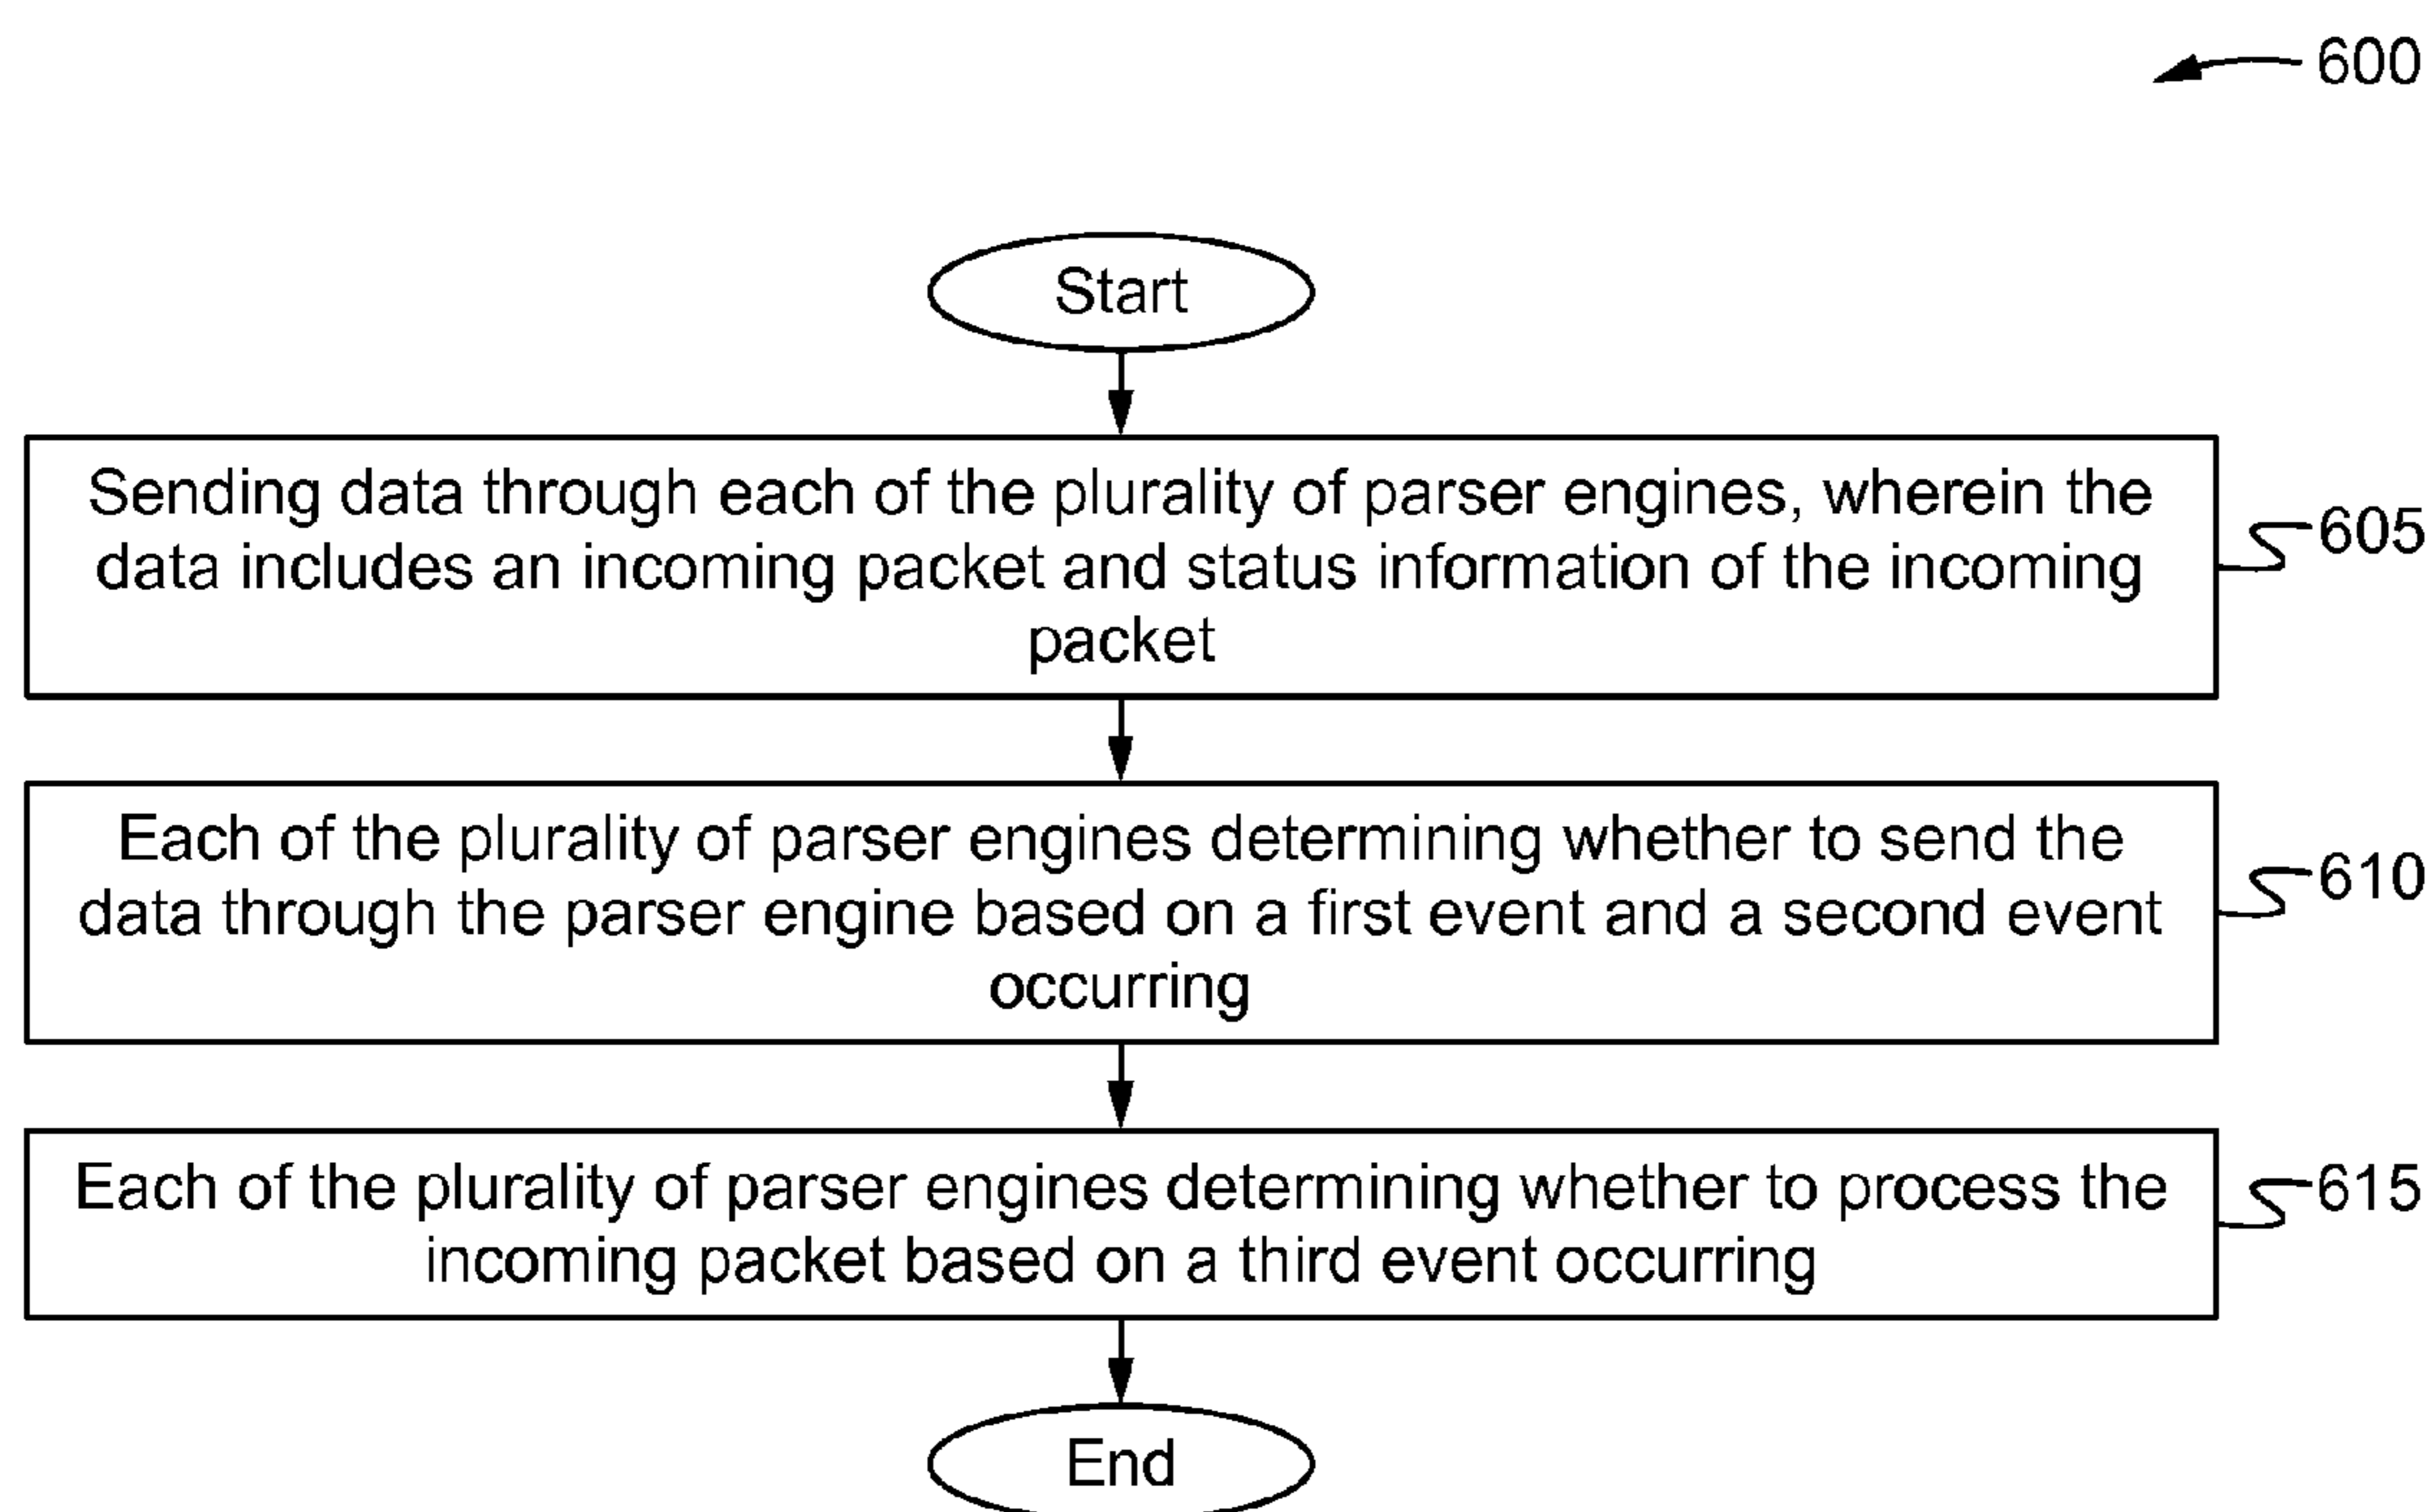 600
Start
Sending data through each of the plurality of parser engines, wherein the
data includes an incoming packet and status information of the incoming
packet
605
Each of the plurality of parser engines determining whether to send the
data through the parser engine based on a first event and a second event
occurring
610
Each of the plurality of parser engines determining whether to process the
incoming packet based on a third event occurring
615
End